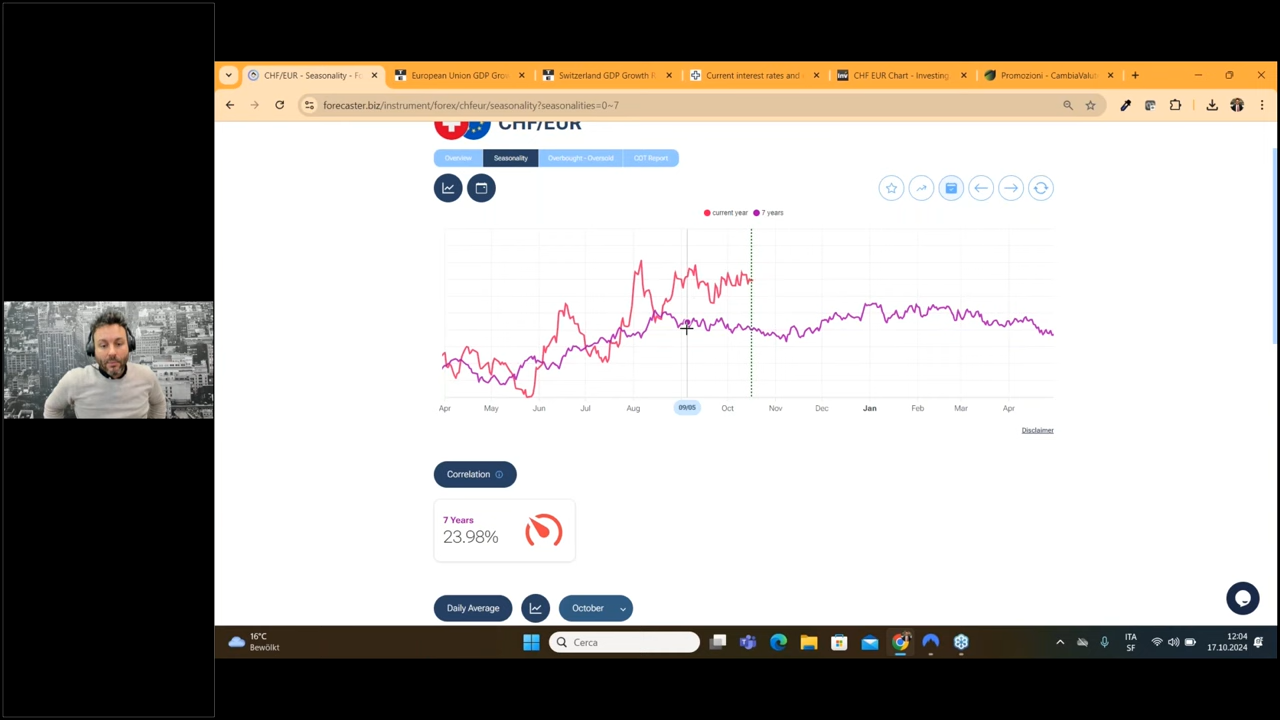 CHF/EUR - Seasonality - Fo
European Union GDP Grow
Switzerland GDP Growth R
Current interest rates and
CHF EUR Chart - Investing
Promozioni - CambiaValut
forecaster.biz/instrument/forex/chfeur/seasonality?seasonalities=0~7
CHF/EUR
Overview
Seasonality
Overbought - Oversold
COT Report
current year
7 years
Apr
May
Jun
Jul
Aug
09/05
Oct
Nov
Dec
Jan
Feb
Mar
Apr
Disclaimer
Correlation
7 Years
23.98%
Daily Average
October
16°C
Bewölkt
Cerca
ITA
SF
12:04
17.10.2024